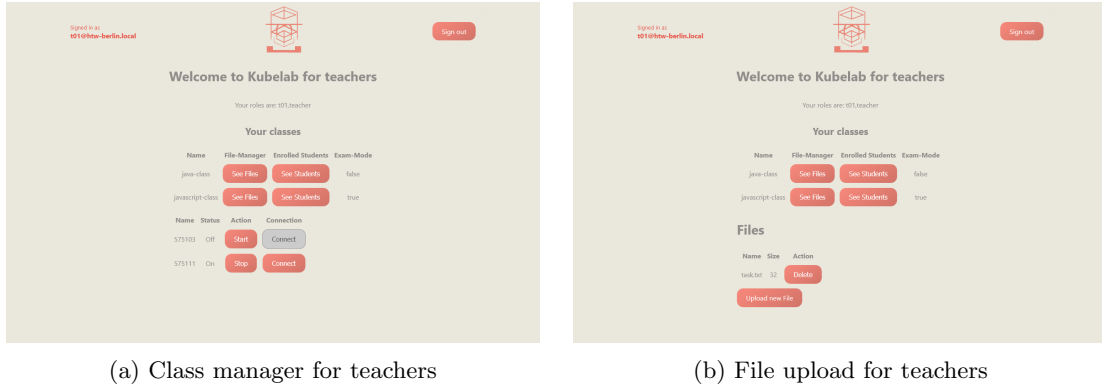 Signed in as
t01@htw-berlin.local
Sign out
Welcome to Kubelab for teachers
Your roles are: t01,teacher
Your classes
Name File-Manager Enrolled Students Exam-Mode
java-class See Files See Students false
javascript-class See Files See Students true
Name Status Action Connection
S75103 Off Start Connect
S75111 On Stop Connect
(a) Class manager for teachers
Signed in as
t01@htw-berlin.local
Sign out
Welcome to Kubelab for teachers
Your roles are: t01,teacher
Your classes
Name File-Manager Enrolled Students Exam-Mode
java-class See Files See Students false
javascript-class See Files See Students true
Files
Name Size Action
task.txt 32 Delete
Upload new File
(b) File upload for teachers